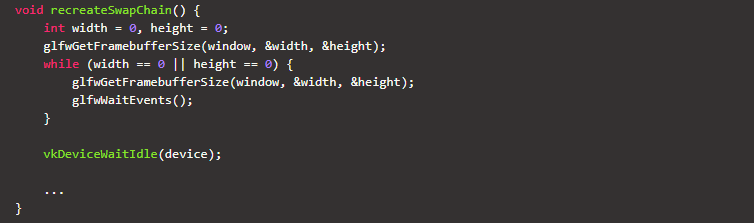 void recreateSwapChain() {
    int width = 0, height = 0;
    glfwGetFramebufferSize(window, &width, &height);
    while (width == 0 || height == 0) {
        glfwGetFramebufferSize(window, &width, &height);
        glfwWaitEvents();
    }

    vkDeviceWaitIdle(device);

    ...
}